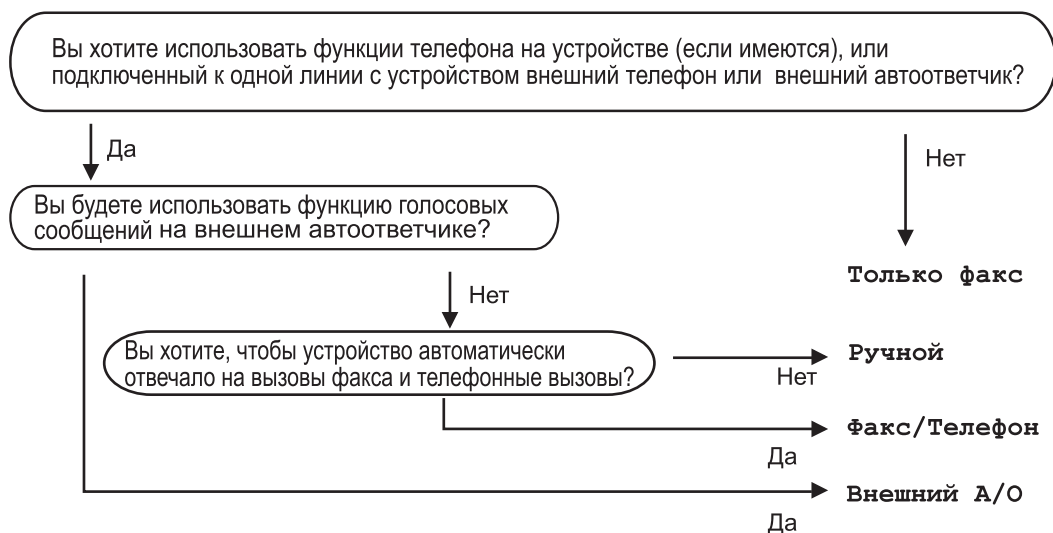 Вы хотите использовать функции телефона на устройстве (если имеются), или
подключенный к одной линии с устройством внешний телефон или внешний автоответчик?
Да
Нет
Вы будете использовать функцию голосовых
сообщений на внешнем автоответчике?
Только факс
Нет
Вы хотите, чтобы устройство автоматически
отвечало на вызовы факса и телефонные вызовы?
Нет
Ручной
Факс/Телефон
Да
Внешний А/О
Да